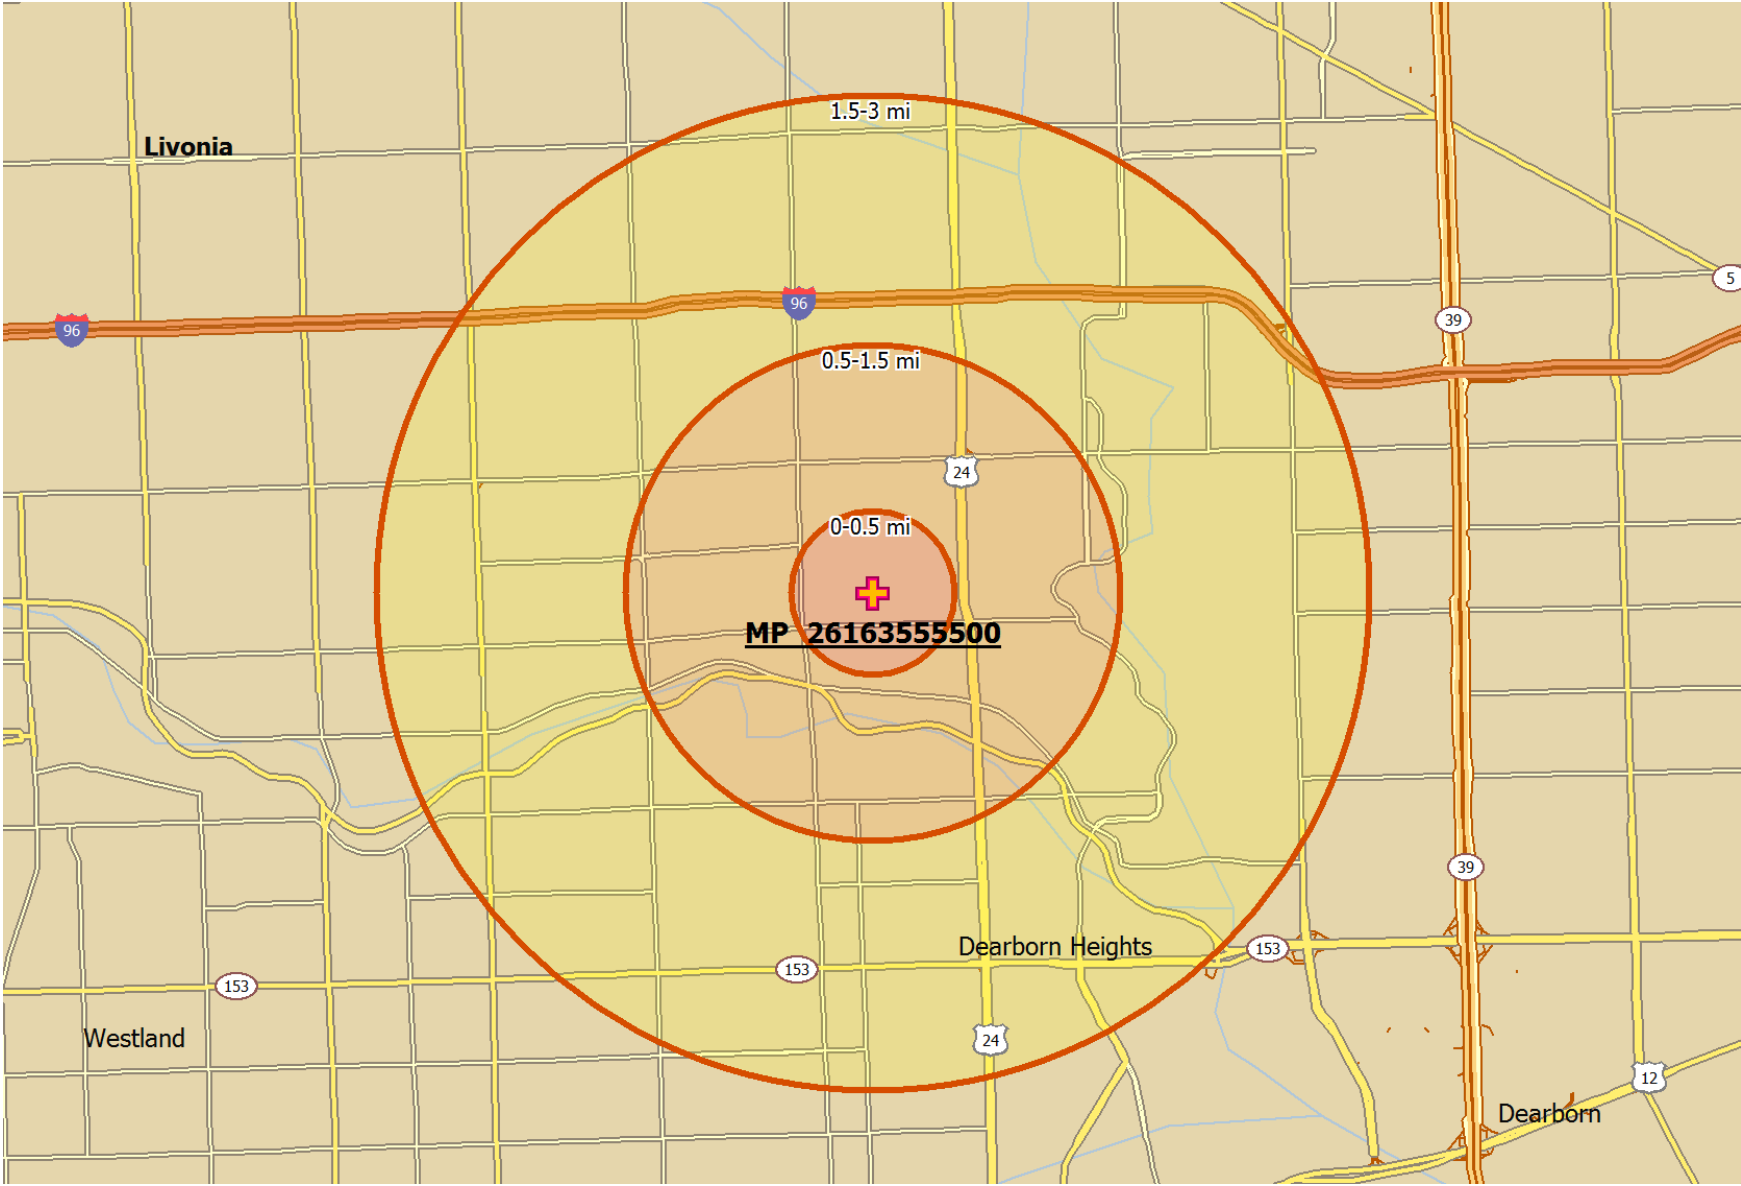 1.5-3 mi
Livonia
5
96
96
39
0.5-1.5 mi
24
0-0.5 mi
MP 26163555500
39
Dearborn Heights
153
153
153
Westland
24
12
Dearborn